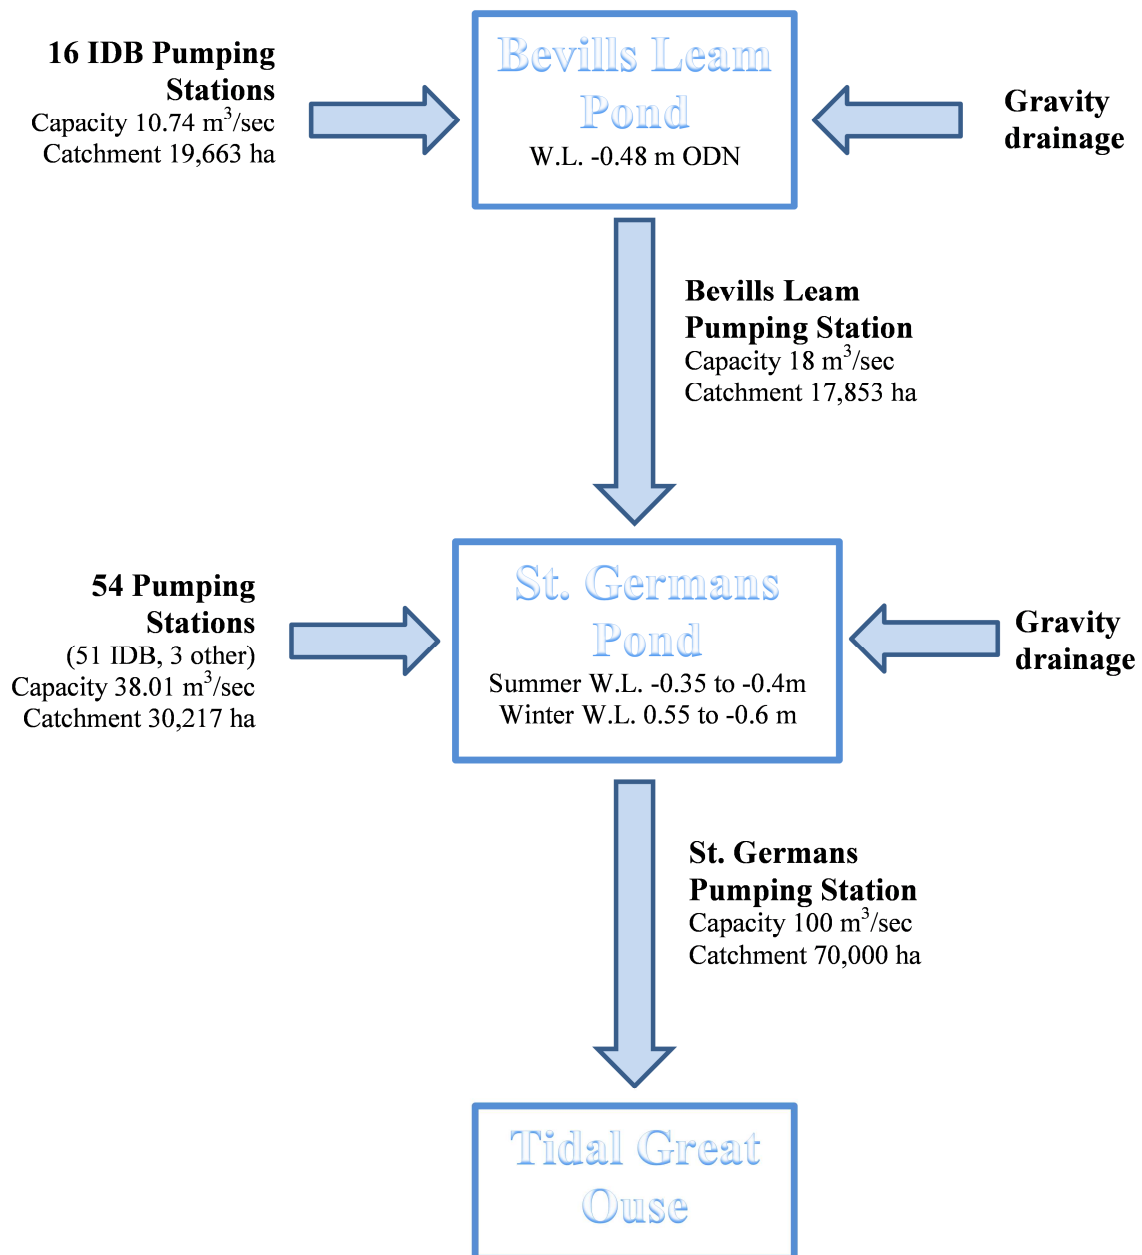 16 IDB Pumping
Stations
Capacity 10.74 m³/sec
Catchment 19,663 ha
Bevills Leam
Pond
W.L. -0.48 m ODN
Gravity
drainage
Bevills Leam
Pumping Station
Capacity 18 m³/sec
Catchment 17,853 ha
54 Pumping
Stations
(51 IDB, 3 other)
Capacity 38.01 m³/sec
Catchment 30,217 ha
St. Germans
Pond
Summer W.L. -0.35 to -0.4m
Winter W.L. 0.55 to -0.6 m
Gravity
drainage
St. Germans
Pumping Station
Capacity 100 m³/sec
Catchment 70,000 ha
Tidal Great
Ouse